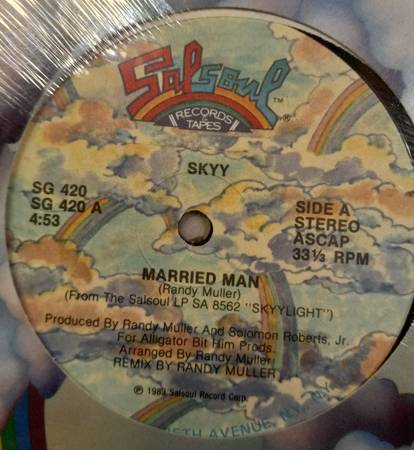 Salsoul TM
RECORDS & TAPES ®
SKYY
SG 420
SG 420 A
4:53
SIDE A
STEREO
ASCAP
33⅓ RPM
MARRIED MAN
(Randy Muller)
(From The Salsoul LP SA 8562 "SKYYLIGHT")
Produced By Randy Muller And Solomon Roberts, Jr.
For Alligator Bit Him Prods.
Arranged By Randy Muller
REMIX BY RANDY MULLER
℗ 1983 Salsoul Record Corp.
AVENUE, N.Y., N.Y.